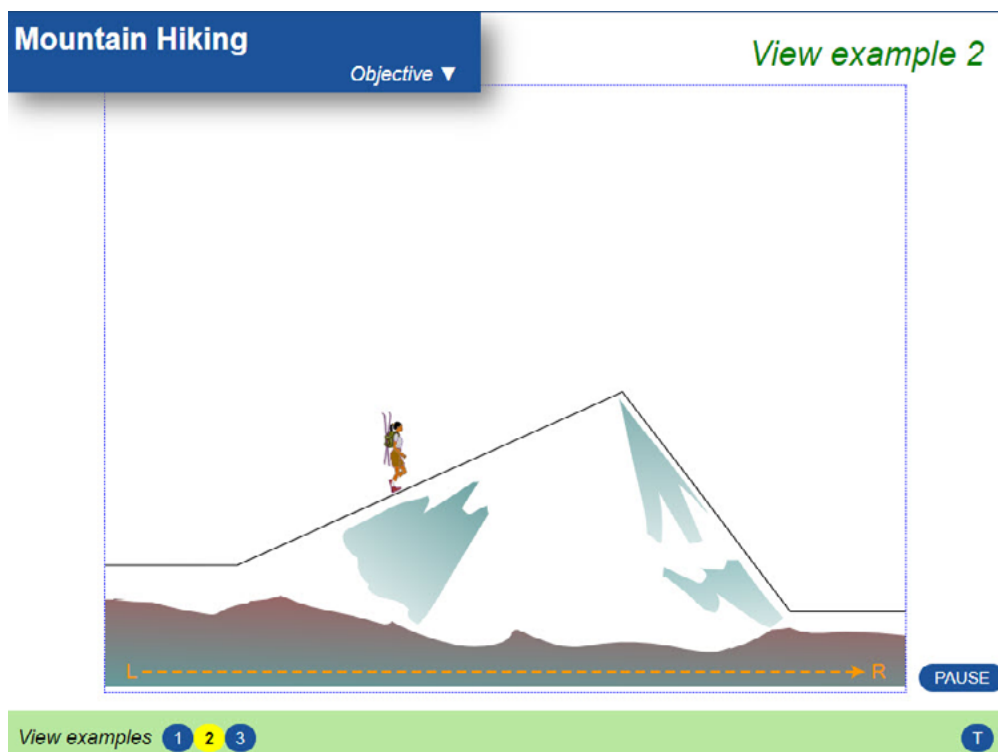 Mountain Hiking
Objective ▼
View example 2
L R
PAUSE
View examples 1 2 3
T